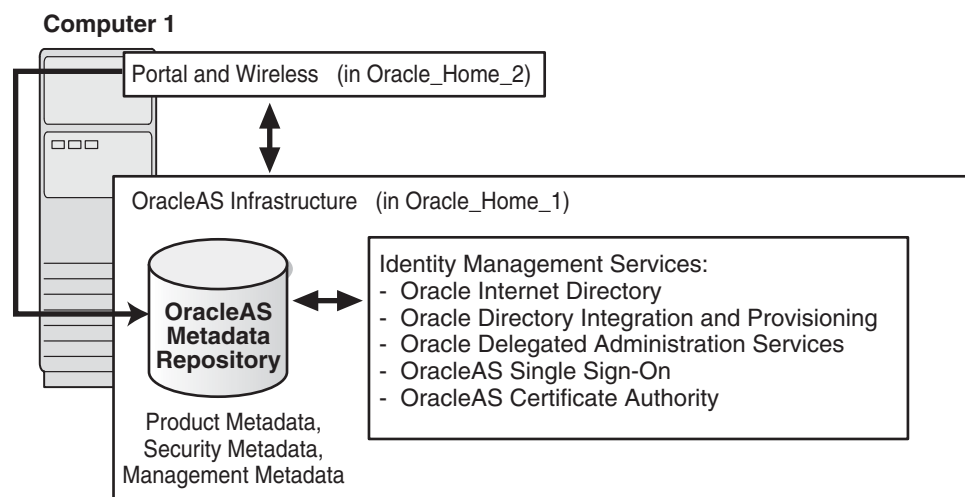 Computer 1
Portal and Wireless (in Oracle_Home_2)
OracleAS Infrastructure (in Oracle_Home_1)
OracleAS
Metadata
Repository
Product Metadata,
Security Metadata,
Management Metadata
Identity Management Services:
- Oracle Internet Directory
- Oracle Directory Integration and Provisioning
- Oracle Delegated Administration Services
- OracleAS Single Sign-On
- OracleAS Certificate Authority